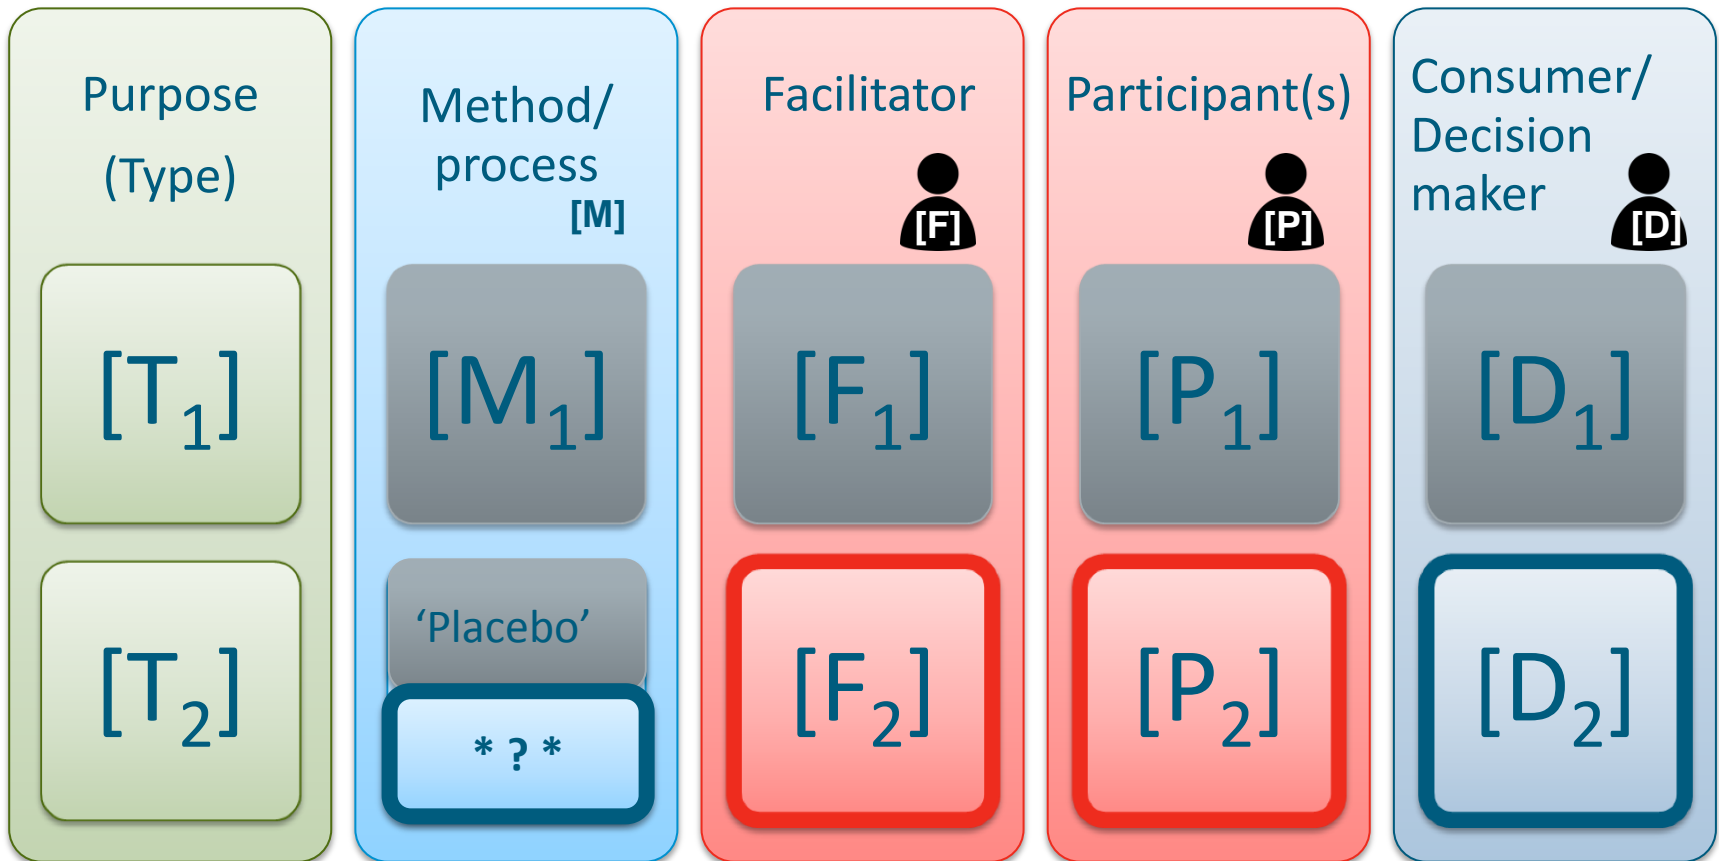 Purpose
(Type)
[T1]
[T2]
Method/
process
[M]
[M1]
‘Placebo’
* ? *
Facilitator
[F]
[F1]
[F2]
Participant(s)
[P]
[P1]
[P2]
Consumer/
Decision
maker
[D]
[D1]
[D2]